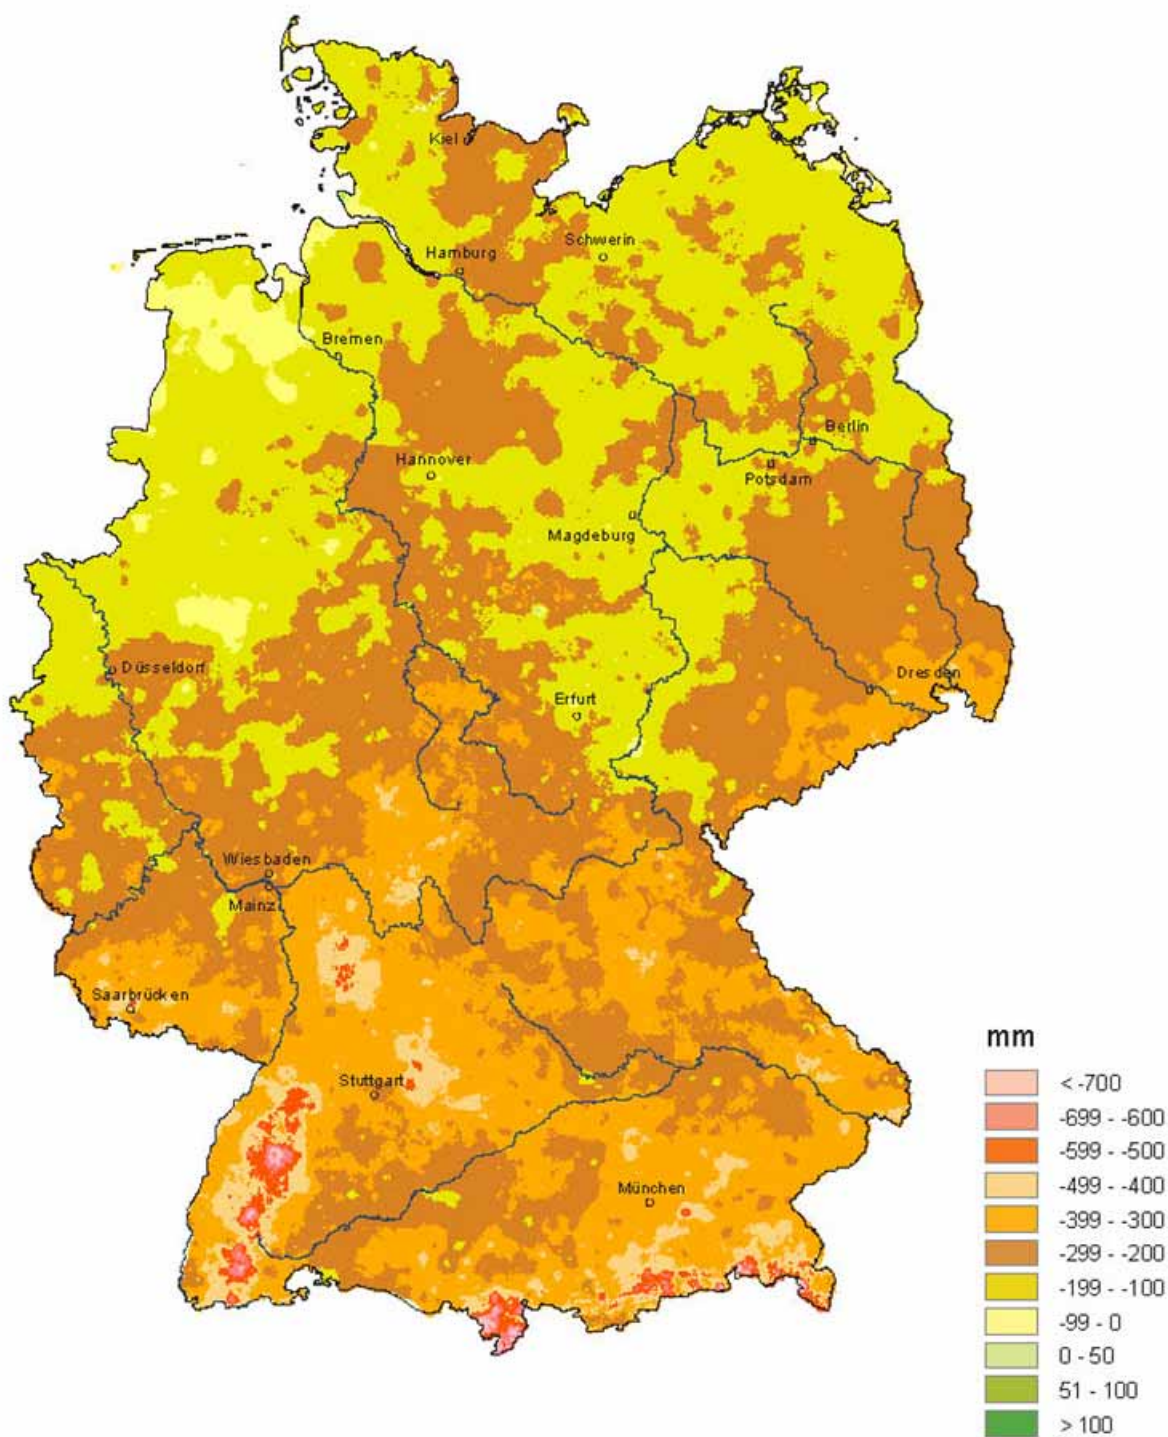 Kiel
Schwerin
Hamburg
Bremen
Berlin
Hannover
Potsdam
Magdeburg
Düsseldorf
Dresden
Erfurt
Wiesbaden
Mainz
Saarbrücken
Stuttgart
München
mm
< -700
-699 - -600
-599 - -500
-499 - -400
-399 - -300
-299 - -200
-199 - -100
-99 - 0
0 - 50
51 - 100
> 100